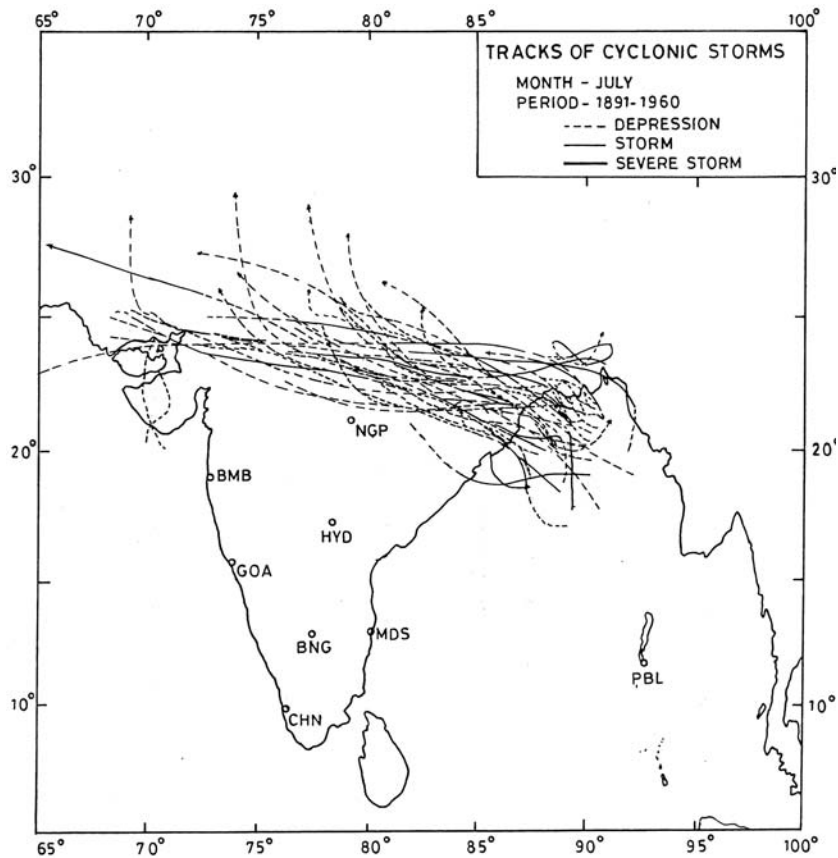 65° 70° 75° 80° 85° 90° 100°
TRACKS OF CYCLONIC STORMS
MONTH - JULY
PERIOD - 1891-1960
DEPRESSION
STORM
SEVERE STORM
30° 30°
20° 20°
NGP
BMB
HYD
GOA
BNG
MDS
PBL
10° 10°
CHN
65° 70° 75° 80° 85° 90° 95° 100°